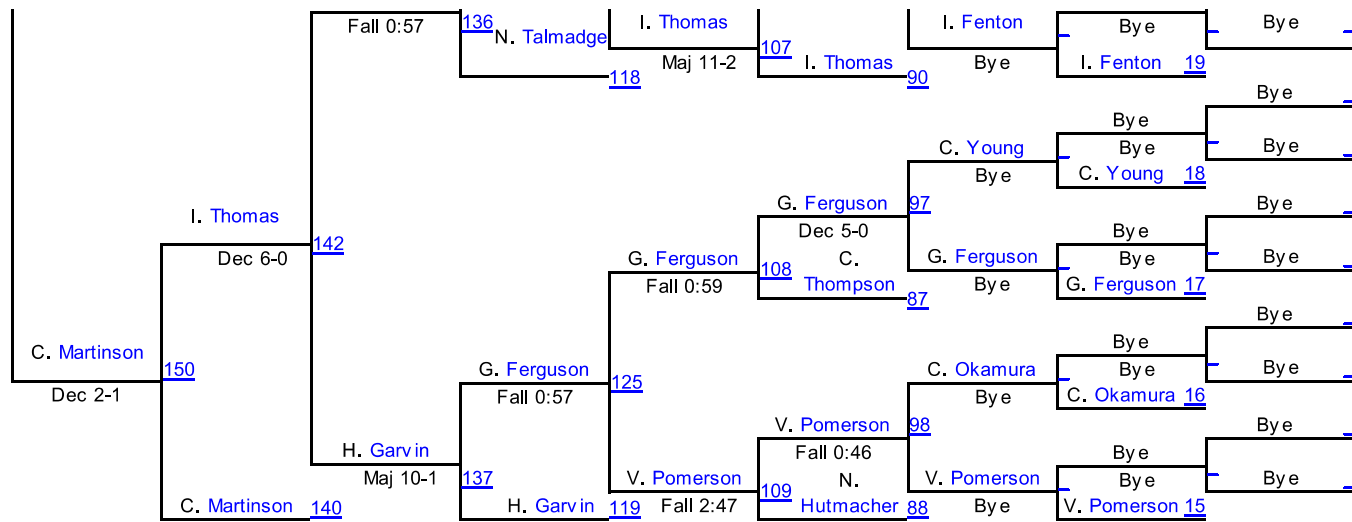 I. Thomas I. Fenton Bye Bye
Fall 0:57 136 N. Talmadge Maj 11-2 107 I. Thomas Bye I. Fenton 19
118 90
Bye
Bye
C. Young Bye Bye
Bye C. Young 18
I. Thomas G. Ferguson 97 Bye
Dec 5-0 Bye
Dec 6-0 142 G. Ferguson C. G. Ferguson Bye Bye
Fall 0:59 108 Thompson 87 Bye G. Ferguson 17
Bye
Bye
C. Martinson 150 G. Ferguson 125 C. Okamura Bye Bye
Dec 2-1 Fall 0:57 Bye C. Okamura 16
V. Pomerson 98 Bye
H. Garvin Fall 0:46 Bye
Maj 10-1 137 V. Pomerson 109 N. V. Pomerson Bye Bye
C. Martinson 140 H. Garvin 119 Fall 2:47 Hutmacher 88 Bye V. Pomerson 15